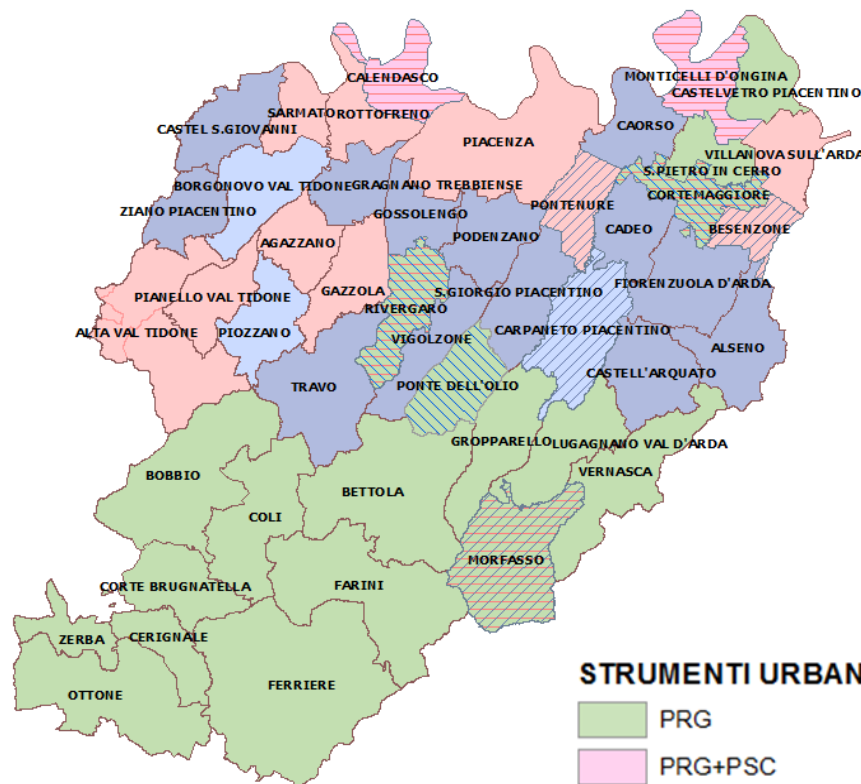 CALENDASCO
MONTICELLI D'ONGINA
CASTELVETRO PIACENTINO
SARMATO
ROTTOFRENO
CASTEL S.GIOVANNI
CAORSO
PIACENZA
VILLANOVA SULL'ARDA
S.PIETRO IN CERRO
BORGONOVO VAL TIDONE
GRAGNANO TREBBIENSE
CORTEMAGGIORE
ZIANO PIACENTINO
GOSSOLENGO
PONTENURE
PODENZANO
CADEO
BESENZONE
AGAZZANO
FIORENZUOLA D'ARDA
PIANELLO VAL TIDONE
GAZZOLA
S.GIORGIO PIACENTINO
RIVERGARO
ALTA VAL TIDONE
PIOZZANO
VIGOLZONE
CARPANETO PIACENTINO
ALSENO
TRAVO
PONTE DELL'OLIO
CASTELL'ARQUATO
GROPPARELLO
LUGAGNANO VAL D'ARDA
BOBBIO
BETTOLA
VERNASCA
COLI
MORFASSO
CORTE BRUGNATELLA
FARINI
ZERBA
CERIGNALE
FERRIERE
OTTONE
STRUMENTI URBAN
PRG
PRG+PSC